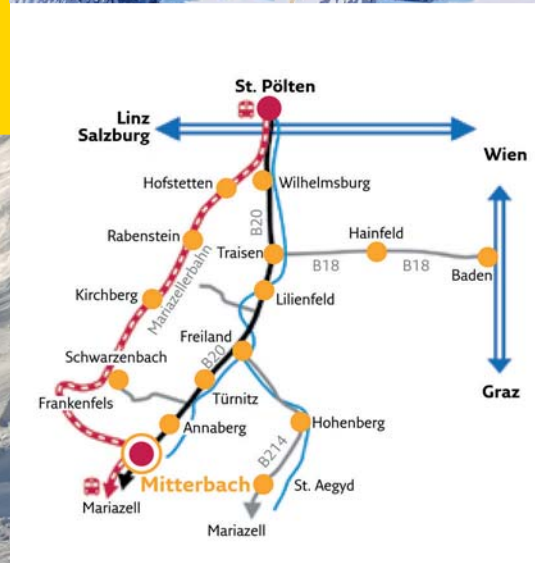 St. Pölten
Linz
Salzburg
Wien
Hofstetten
Wilhelmsburg
B20
Rabenstein
Hainfeld
Traisen
B18
B18
Baden
Mariazellerbahn
Kirchberg
Lilienfeld
Freiland
Schwarzenbach
B20
Graz
Frankenfels
Türnitz
Annaberg
Hohenberg
B214
Mitterbach
St. Aegyd
Mariazell
Mariazell